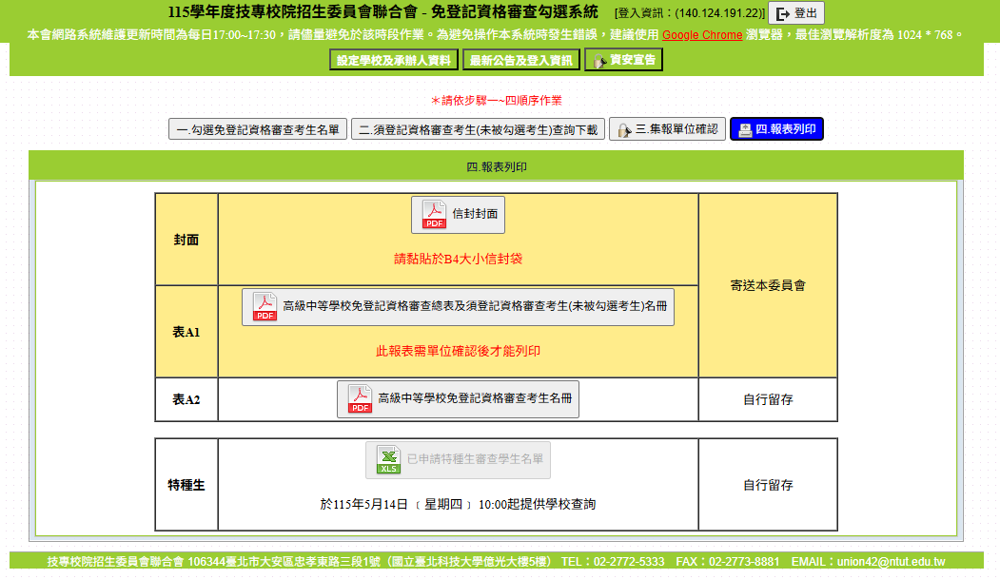 115學年度技專校院招生委員會聯合會 - 免登記資格審查勾選系統 [登入資訊：(140.124.191.22)] 登出
本會網路系統維護更新時間為每日17:00~17:30，請儘量避免於該時段作業。為避免操作本系統時發生錯誤，建議使用 Google Chrome 瀏覽器，最佳瀏覽解析度為 1024 * 768。
設定學校及承辦人資料 最新公告及登入資訊 資安宣告
＊請依步驟一~四順序作業
一.勾選免登記資格審查考生名單 二.須登記資格審查考生(未被勾選考生)查詢下載 三.集報單位確認 四.報表列印
四.報表列印
封面 PDF 信封封面
請黏貼於B4大小信封袋
寄送本委員會
表A1 PDF 高級中等學校免登記資格審查總表及須登記資格審查考生(未被勾選考生)名冊
此報表需單位確認後才能列印
表A2 PDF 高級中等學校免登記資格審查考生名冊 自行留存
特種生 XLS 已申請特種生審查學生名單
於115年5月14日﹝星期四﹞10:00起提供學校查詢
自行留存
技專校院招生委員會聯合會 106344臺北市大安區忠孝東路三段1號（國立臺北科技大學億光大樓5樓） TEL：02-2772-5333 FAX：02-2773-8881 EMAIL：union42@ntut.edu.tw